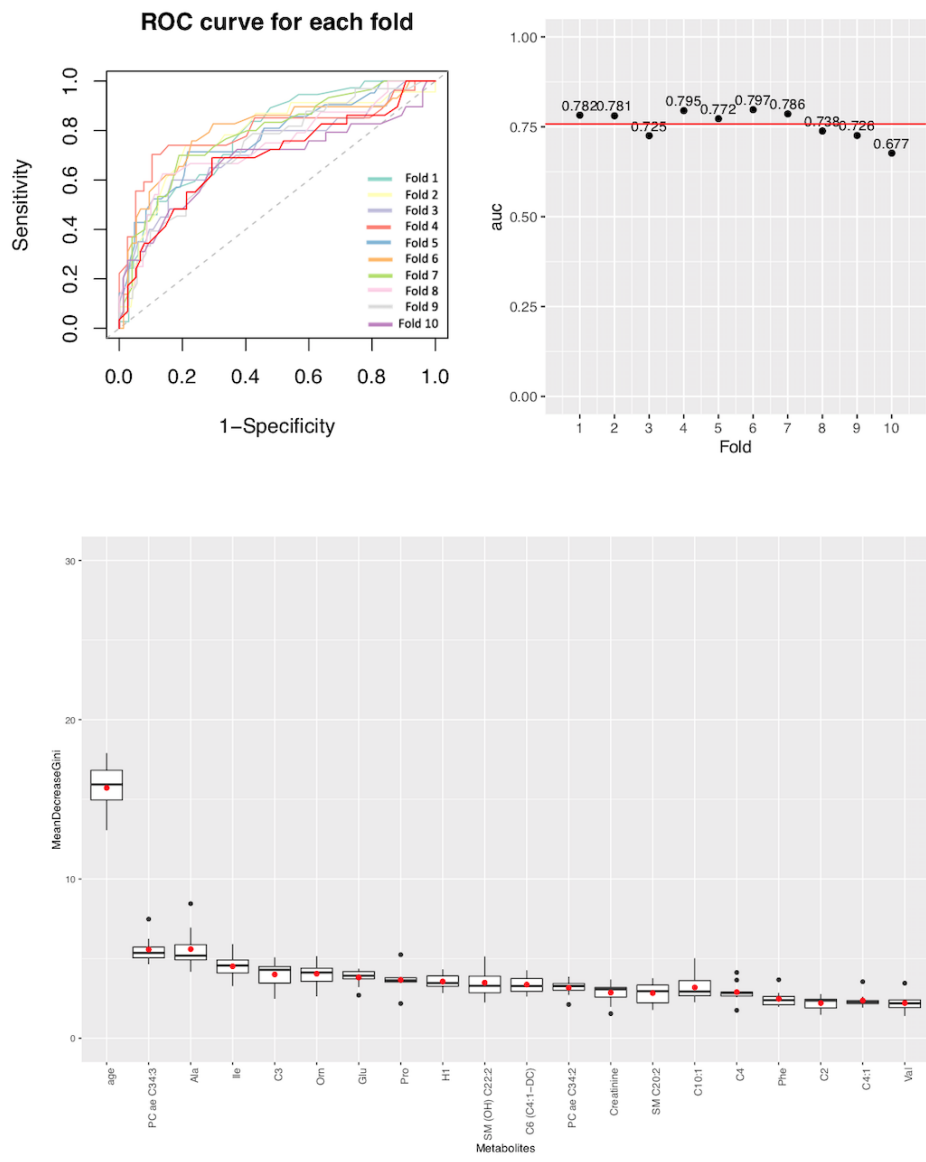 ROC curve for each fold
Sensitivity
1.0
0.8
0.6
0.4
0.2
0.0
Fold 1
Fold 2
Fold 3
Fold 4
Fold 5
Fold 6
Fold 7
Fold 8
Fold 9
Fold 10
0.0 0.2 0.4 0.6 0.8 1.0
1−Specificity
auc
1.00
0.75
0.50
0.25
0.00
0.782 0.781 0.725 0.795 0.772 0.797 0.786 0.738 0.726 0.677
1 2 3 4 5 6 7 8 9 10
Fold
MeanDecreaseGini
30
20
10
0
age
PC ae C34:3
Ala
Ile
C3
Orn
Glu
Pro
H1
SM (OH) C22:2
C6 (C4:1−DC)
PC ae C34:2
Creatinine
SM C20:2
C10:1
C4
Phe
C2
C4:1
Val
Metabolites